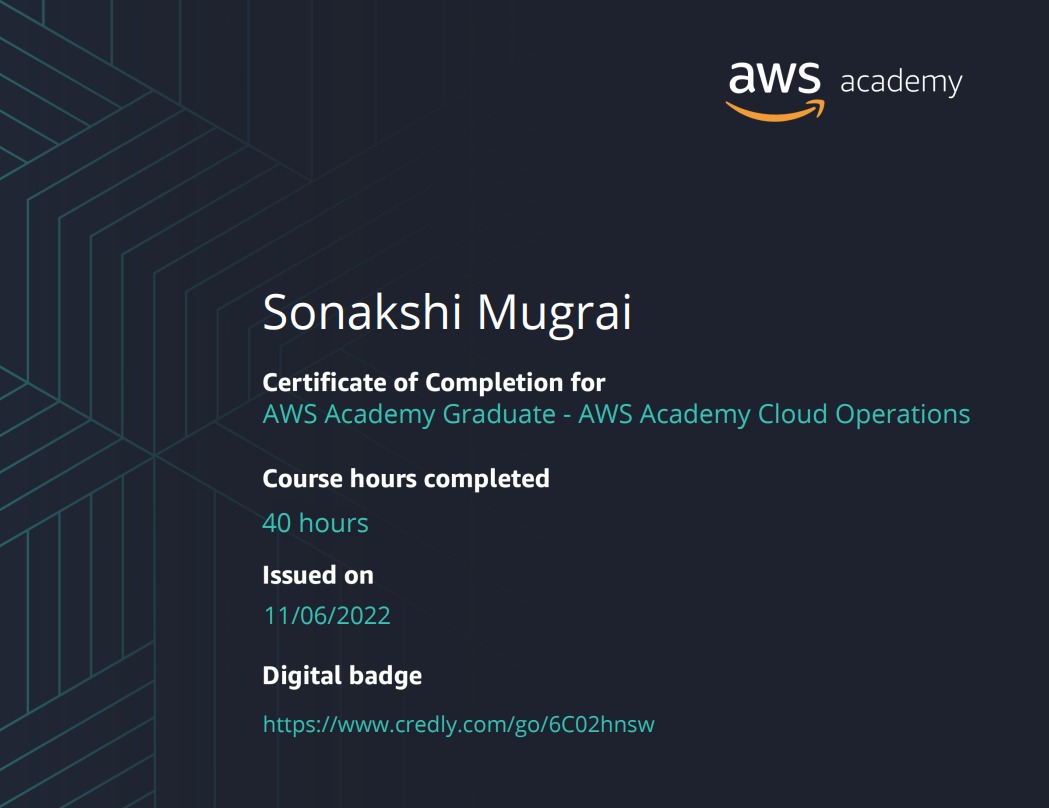 aws academy
Sonakshi Mugrai
Certificate of Completion for
AWS Academy Graduate - AWS Academy Cloud Operations
Course hours completed
40 hours
Issued on
11/06/2022
Digital badge
https://www.credly.com/go/6C02hnsw